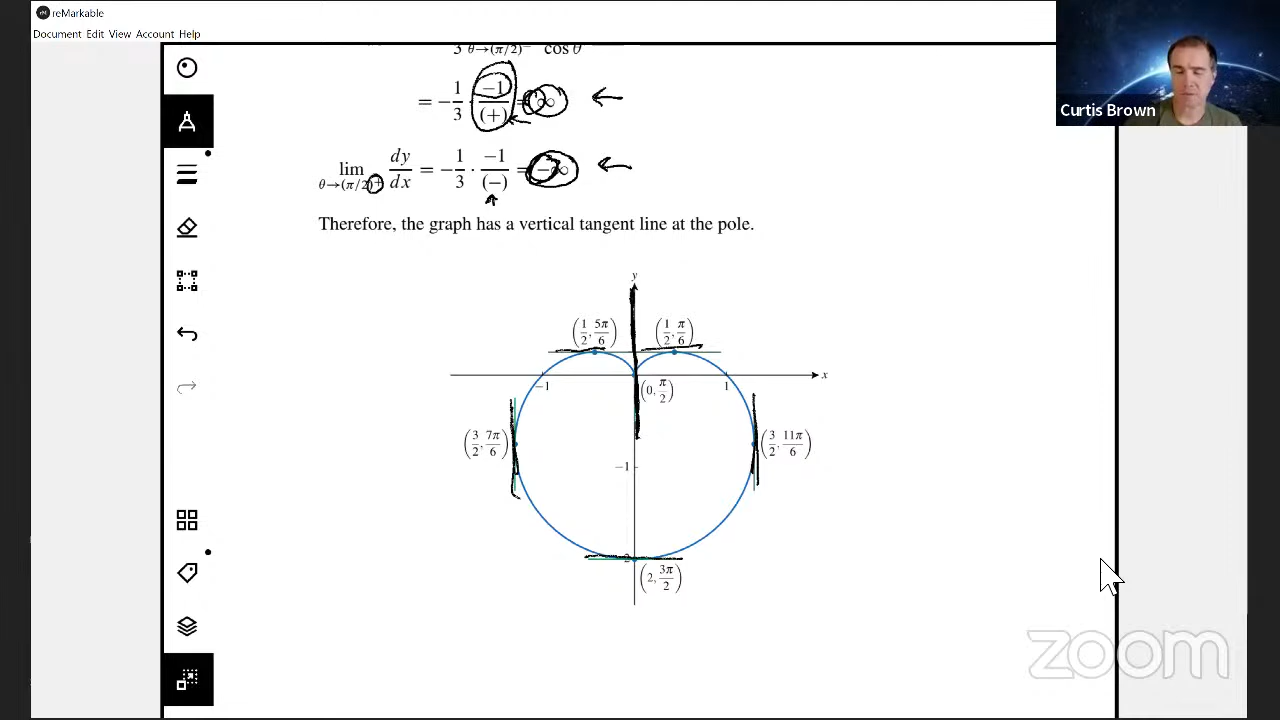 reMarkable
Document Edit View Account Help
Curtis Brown
3 θ→(π/2)⁻ cos θ
= −1/3 · −1/(+) = ∞ ←
lim θ→(π/2)⁺ dy/dx = −1/3 · −1/(−) = −∞ ←
Therefore, the graph has a vertical tangent line at the pole.
y
(1/2, 5π/6) (1/2, π/6)
x
−1 1
(0, π/2)
(3/2, 7π/6) (3/2, 11π/6)
−1
(2, 3π/2)
zoom